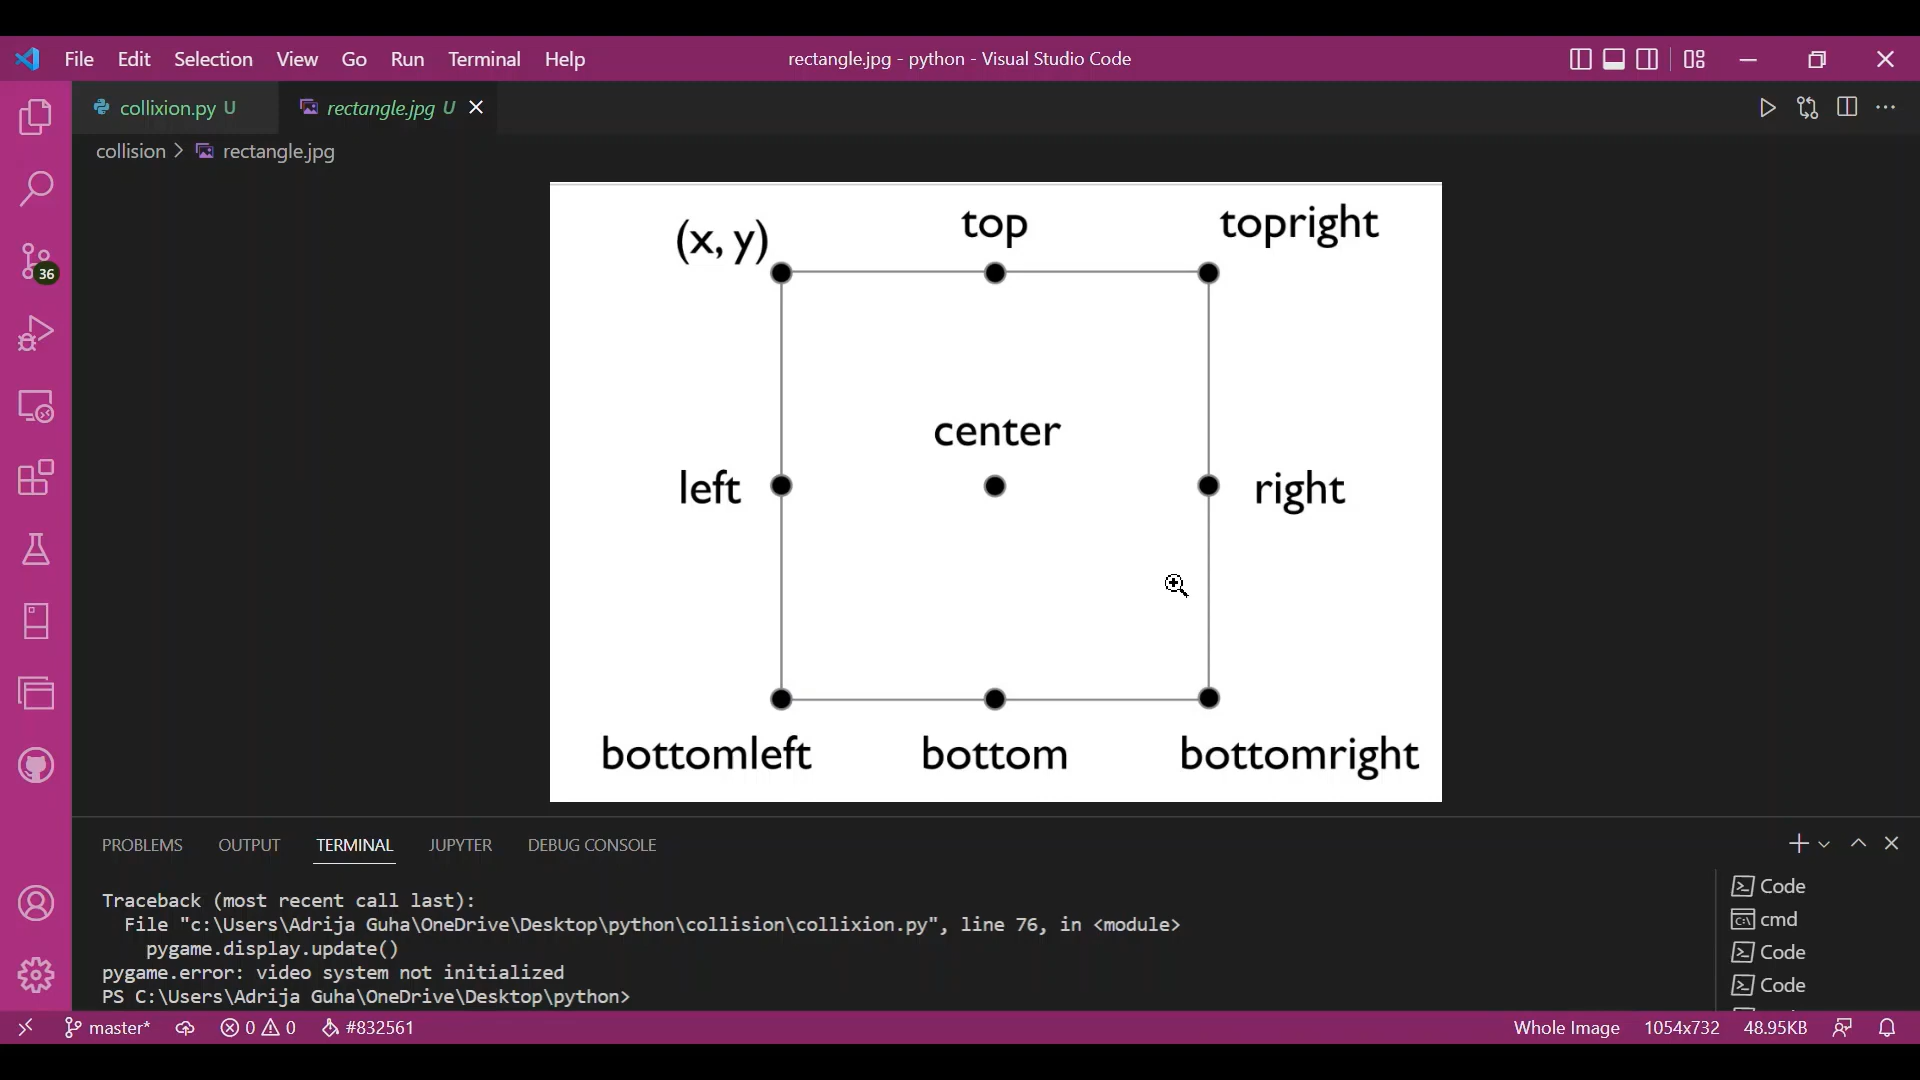 File Edit Selection View Go Run Terminal Help rectangle.jpg - python - Visual Studio Code
collixion.py U rectangle.jpg U
collision > rectangle.jpg
(x, y) top topright
center
left right
bottomleft bottom bottomright
36
PROBLEMS OUTPUT TERMINAL JUPYTER DEBUG CONSOLE
Traceback (most recent call last):
File "c:\Users\Adrija Guha\OneDrive\Desktop\python\collision\collixion.py", line 76, in <module>
pygame.display.update()
pygame.error: video system not initialized
PS C:\Users\Adrija Guha\OneDrive\Desktop\python>
Code
cmd
Code
Code
master* 0 0 #832561 Whole Image 1054x732 48.95KB